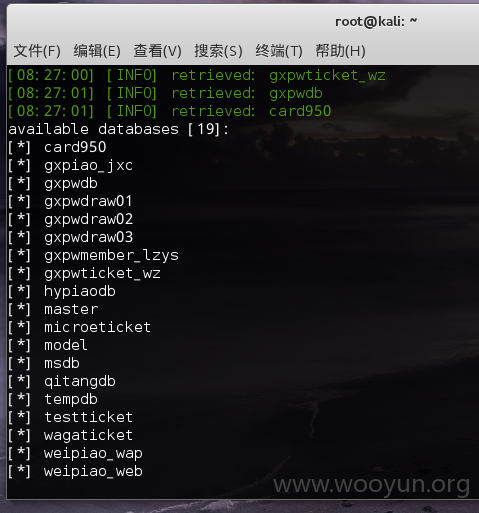 root@kali: ~
文件(F) 编辑(E) 查看(V) 搜索(S) 终端(T) 帮助(H)
[08:27:00] [INFO] retrieved: gxpwticket_wz
[08:27:01] [INFO] retrieved: gxpwdb
[08:27:01] [INFO] retrieved: card950
available databases [19]:
[*] card950
[*] gxpiao_jxc
[*] gxpwdb
[*] gxpwdraw01
[*] gxpwdraw02
[*] gxpwdraw03
[*] gxpwmember_lzys
[*] gxpwticket_wz
[*] hypiaodb
[*] master
[*] microeticket
[*] model
[*] msdb
[*] qitangdb
[*] tempdb
[*] testticket
[*] wagaticket
[*] weipiao_wap
[*] weipiao_web
www.wooyun.org